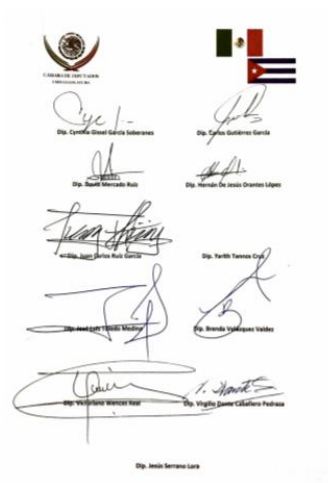 CÁMARA DE DIPUTADOS
Dip. Cynthia Gissel García Soberanes
Dip. Carlos Gutiérrez García
Dip. David Mercado Ruiz
Dip. Hernán De Jesús Orantes López
Dip. Juan Carlos Ruiz García
Dip. Yarith Tannos Cruz
Dip. José Luis Toledo Medina
Dip. Brenda Velázquez Valdez
Dip. Victoriano Wences Real
Dip. Virgilio Dante Caballero Pedraza
Dip. Jesús Serrano Lora